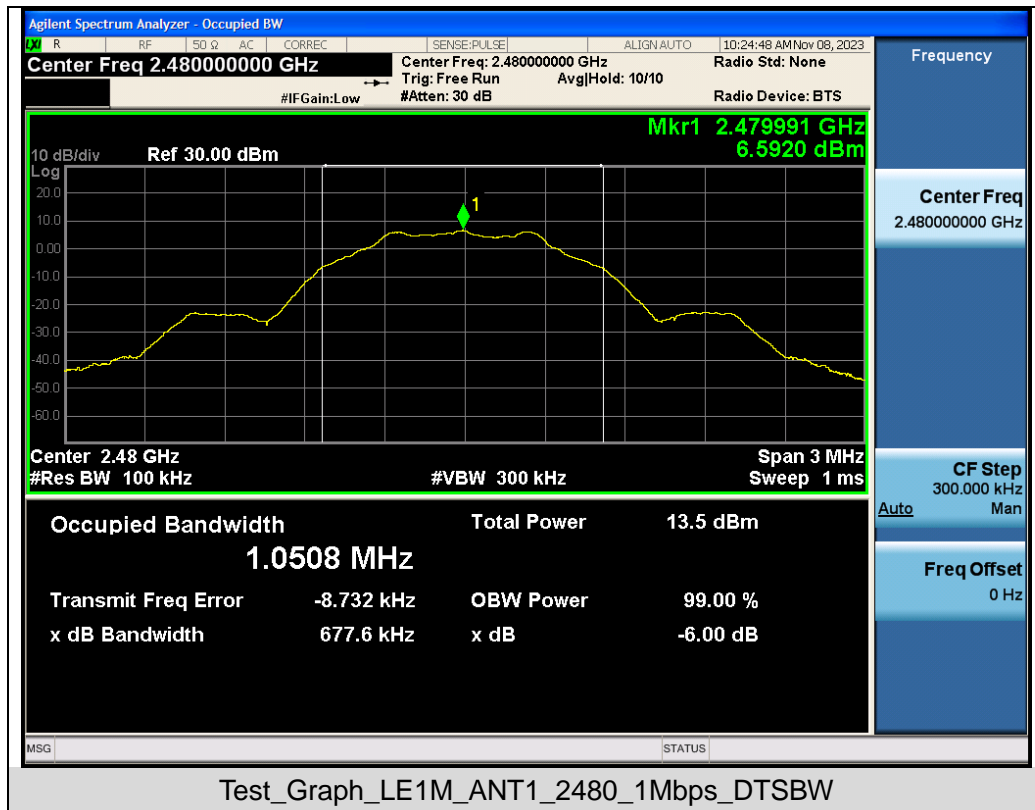 Agilent Spectrum Analyzer - Occupied BW
LXI R RF 50 Ω AC CORREC SENSE:PULSE ALIGN AUTO 10:24:48 AM Nov 08, 2023
Center Freq 2.480000000 GHz
Center Freq: 2.480000000 GHz
Radio Std: None
Trig: Free Run Avg|Hold: 10/10
#IFGain:Low
#Atten: 30 dB
Radio Device: BTS
Frequency
Mkr1 2.479991 GHz
6.5920 dBm
10 dB/div Ref 30.00 dBm
Log
20.0
10.0
0.00
-10.0
-20.0
-30.0
-40.0
-50.0
-60.0
1
Center 2.48 GHz
Span 3 MHz
#Res BW 100 kHz
#VBW 300 kHz
Sweep 1 ms
Center Freq
2.480000000 GHz
CF Step
300.000 kHz
Auto Man
Freq Offset
0 Hz
Occupied Bandwidth
1.0508 MHz
Total Power 13.5 dBm
Transmit Freq Error -8.732 kHz
OBW Power 99.00 %
x dB Bandwidth 677.6 kHz
x dB -6.00 dB
MSG
STATUS
Test_Graph_LE1M_ANT1_2480_1Mbps_DTSBW